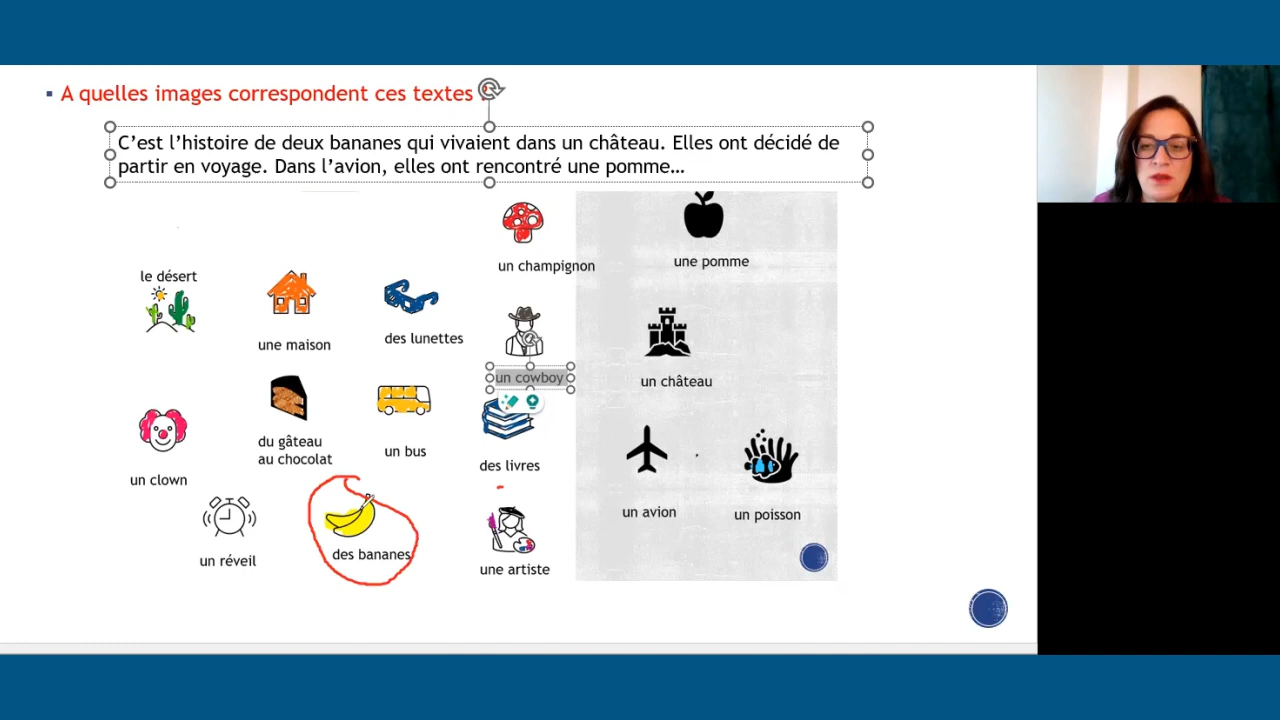 A quelles images correspondent ces textes
C'est l'histoire de deux bananes qui vivaient dans un château. Elles ont décidé de
partir en voyage. Dans l'avion, elles ont rencontré une pomme…
un champignon
une pomme
le désert
une maison
des lunettes
un cowboy
un château
du gâteau
au chocolat
un bus
des livres
un clown
un avion
un poisson
un réveil
des bananes
une artiste